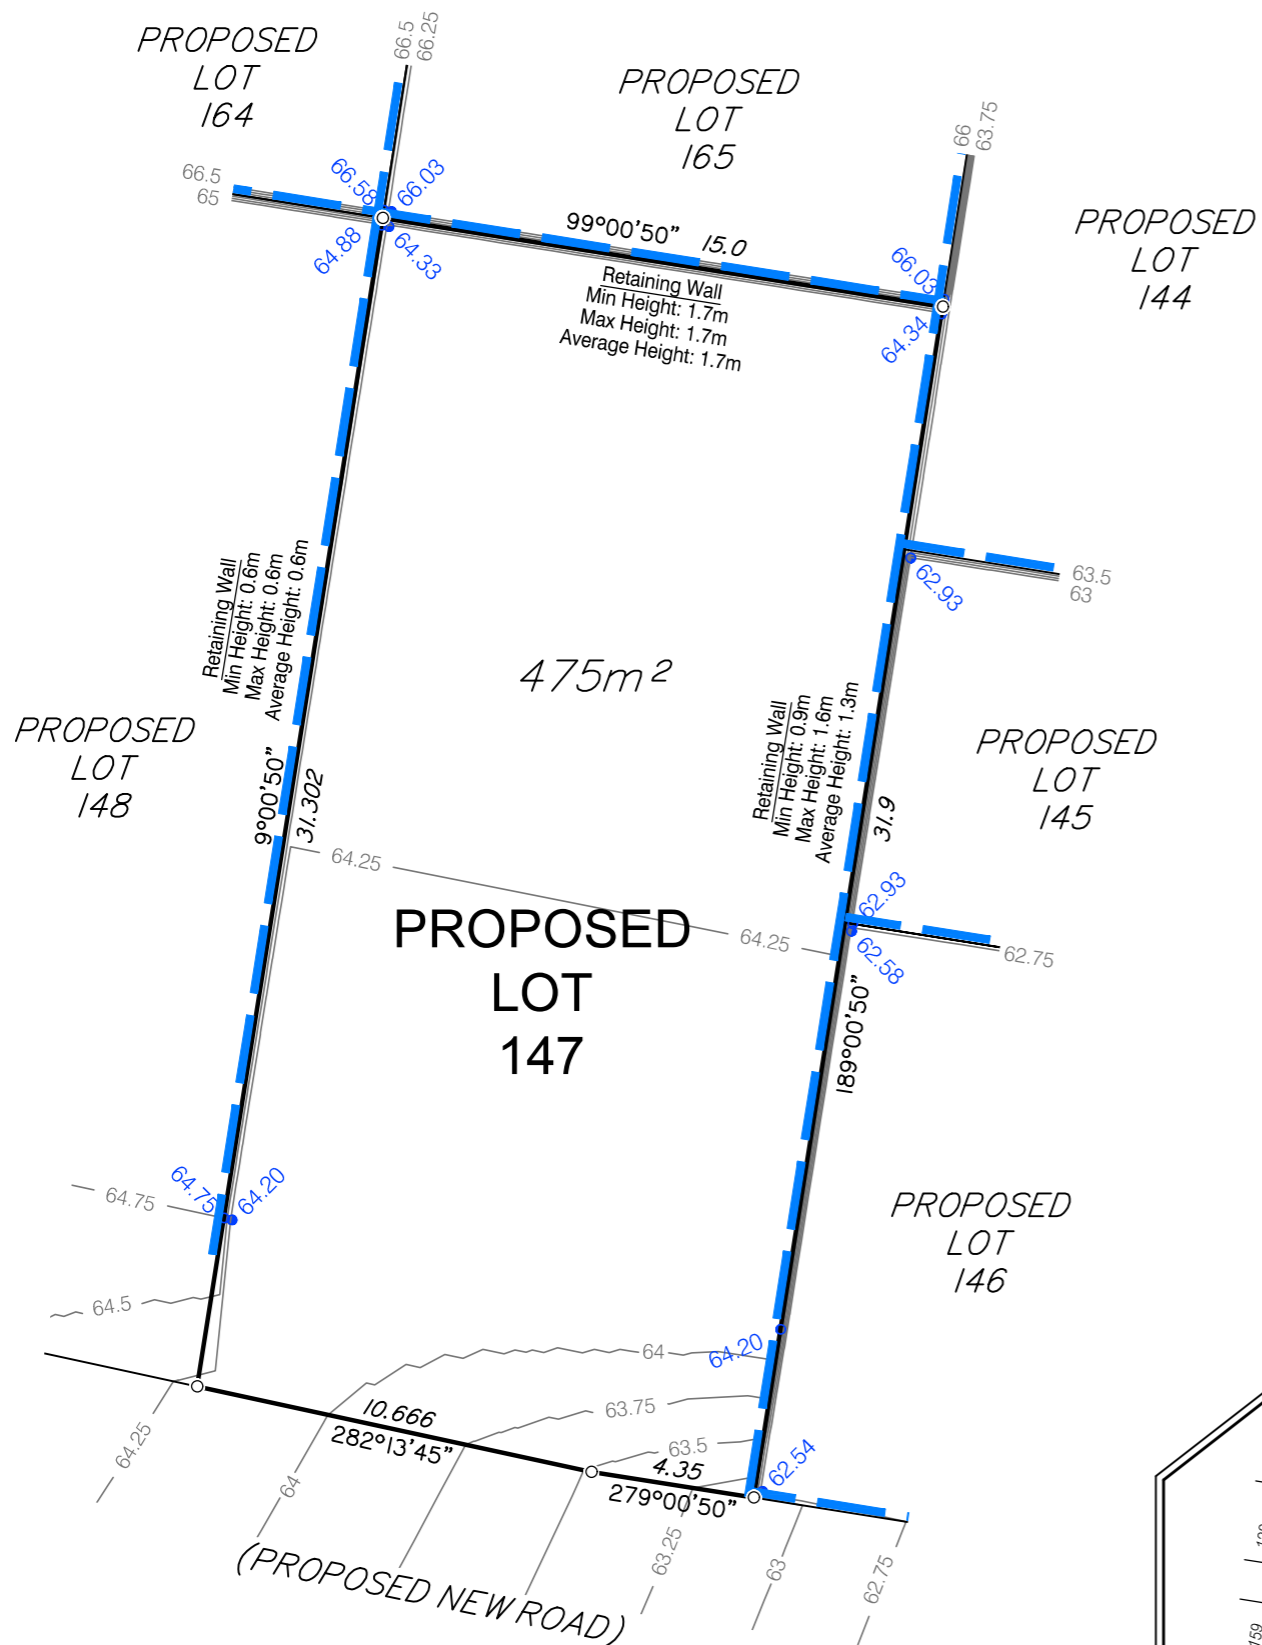 66.5
66.25
PROPOSED
LOT
164
PROPOSED
LOT
165
66
63.75
66.5
65
66.58
66.03
64.88
64.33
99°00'50" 15.0
66.03
64.34
PROPOSED
LOT
144
Retaining Wall
Min Height: 1.7m
Max Height: 1.7m
Average Height: 1.7m
62.93
63.5
63
Retaining Wall
Min Height: 0.6m
Max Height: 0.6m
Average Height: 0.6m
475m²
Retaining Wall
Min Height: 0.9m
Max Height: 1.6m
Average Height: 1.3m
PROPOSED
LOT
148
PROPOSED
LOT
145
9°00'50"
31.302
31.9
64.25
64.25
62.93
62.58
62.75
PROPOSED
LOT
147
189°00'50"
64.75
64.75
64.20
PROPOSED
LOT
146
64.5
64.20
64
63.75
63.5
10.666
282°13'45"
4.35
279°00'50"
62.54
64.25
64
63.25
63
62.75
(PROPOSED NEW ROAD)
159